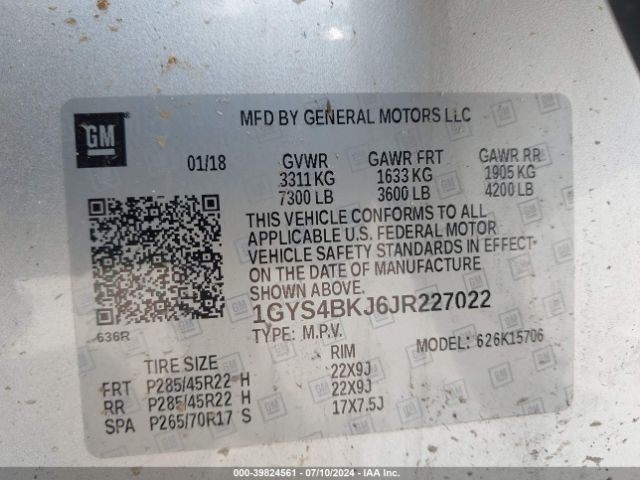 GM
MFD BY GENERAL MOTORS LLC
01/18 GVWR GAWR FRT GAWR RR
3311 KG 1633 KG 1905 KG
7300 LB 3600 LB 4200 LB
THIS VEHICLE CONFORMS TO ALL
APPLICABLE U.S. FEDERAL MOTOR
VEHICLE SAFETY STANDARDS IN EFFECT
ON THE DATE OF MANUFACTURE
SHOWN ABOVE.
1GYS4BKJ6JR227022
636R TYPE: M.P.V. MODEL: 626K15706
TIRE SIZE RIM
FRT P285/45R22 H 22X9J
RR P285/45R22 H 22X9J
SPA P265/70R17 S 17X7.5J
000-39824561 / 07/10/2024 - IAA Inc.